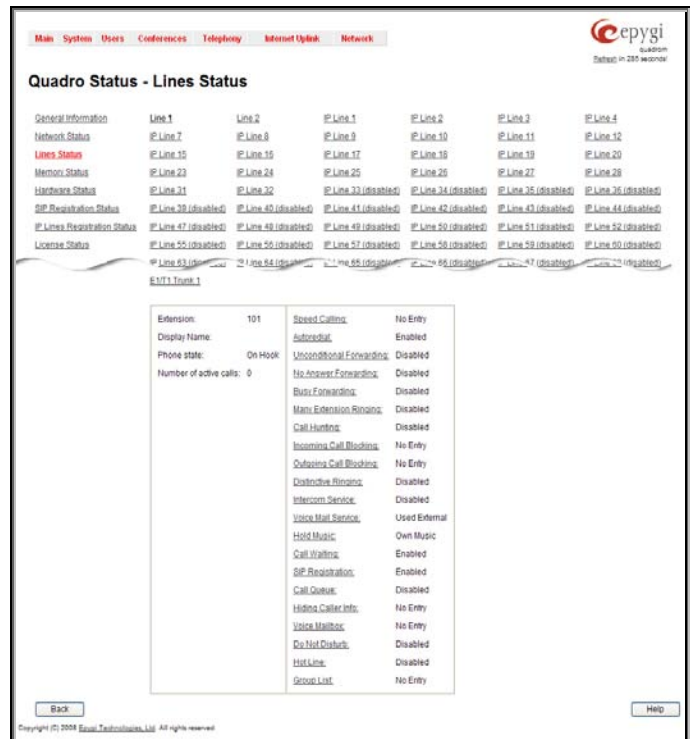 Main System Users Conferences Telephony Internet Uplink Network
epygi
quadrom
Refresh in 285 seconds!
Quadro Status - Lines Status
General Information Line 1 Line 2 IP Line 1 IP Line 2 IP Line 3 IP Line 4
Network Status IP Line 7 IP Line 8 IP Line 9 IP Line 10 IP Line 11 IP Line 12
Lines Status IP Line 15 IP Line 16 IP Line 17 IP Line 18 IP Line 19 IP Line 20
Memory Status IP Line 23 IP Line 24 IP Line 25 IP Line 26 IP Line 27 IP Line 28
Hardware Status IP Line 31 IP Line 32 IP Line 33 (disabled) IP Line 34 (disabled) IP Line 35 (disabled) IP Line 36 (disabled)
SIP Registration Status IP Line 39 (disabled) IP Line 40 (disabled) IP Line 41 (disabled) IP Line 42 (disabled) IP Line 43 (disabled) IP Line 44 (disabled)
IP Lines Registration Status IP Line 47 (disabled) IP Line 48 (disabled) IP Line 49 (disabled) IP Line 50 (disabled) IP Line 51 (disabled) IP Line 52 (disabled)
License Status IP Line 55 (disabled) IP Line 56 (disabled) IP Line 57 (disabled) IP Line 58 (disabled) IP Line 59 (disabled) IP Line 60 (disabled)
IP Line 63 IP Line 64 (disabled) Line 65 (disabled) 66 (disabled) 67 (disabled) (disabled)
E1/T1 Trunk 1
Extension: 101
Display Name:
Phone state: On Hook
Number of active calls: 0
Speed Calling: No Entry
Autoredial: Enabled
Unconditional Forwarding: Disabled
No Answer Forwarding: Disabled
Busy Forwarding: Disabled
Many Extension Ringing: Disabled
Call Hunting: Disabled
Incoming Call Blocking: No Entry
Outgoing Call Blocking: No Entry
Distinctive Ringing: Disabled
Intercom Service: Disabled
Voice Mail Service: Used External
Hold Music: Own Music
Call Waiting: Enabled
SIP Registration: Enabled
Call Queue: Disabled
Hiding Caller Info: No Entry
Voice Mailbox: No Entry
Do Not Disturb: Disabled
Hot Line: Disabled
Group List: No Entry
Back
Help
Copyright (C) 2008 Epygi Technologies, Ltd. All rights reserved